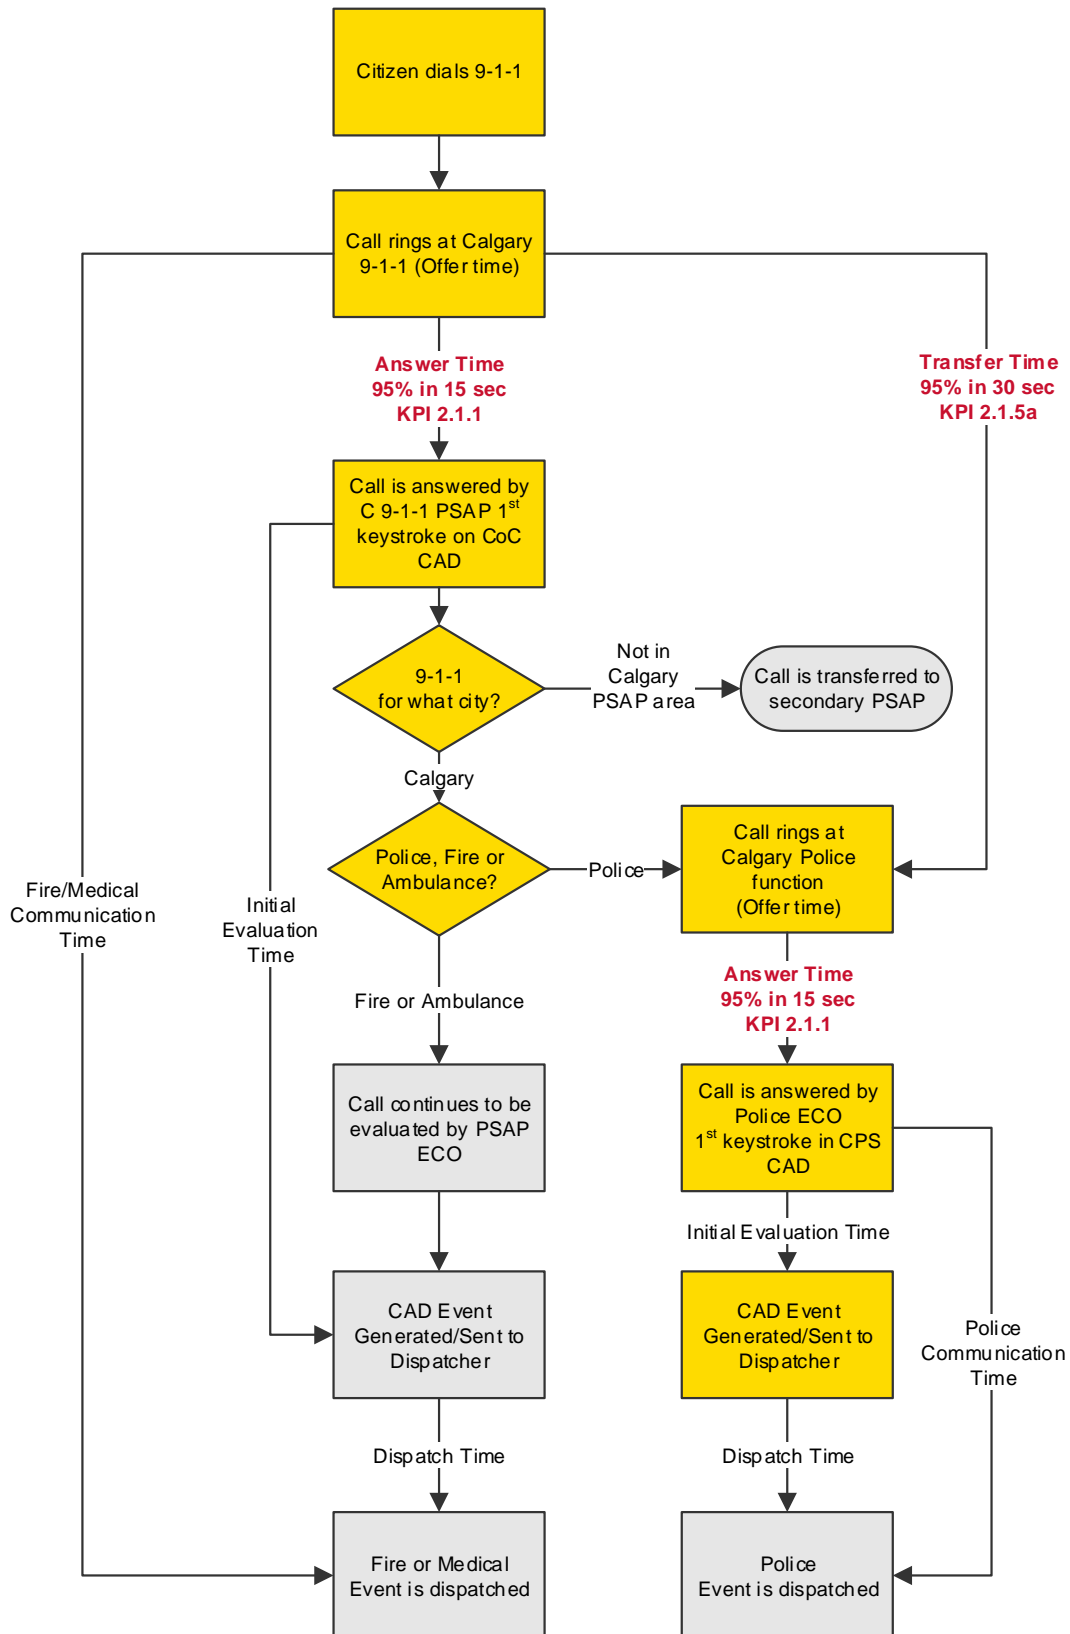 Citizen dials 9-1-1
Call rings at Calgary
9-1-1 (Offer time)
Answer Time
95% in 15 sec
KPI 2.1.1
Transfer Time
95% in 30 sec
KPI 2.1.5a
Call is answered by
C 9-1-1 PSAP 1st
keystroke on CoC
CAD
9-1-1
for what city?
Not in
Calgary
PSAP area
Call is transferred to
secondary PSAP
Calgary
Police, Fire or
Ambulance?
Police
Call rings at
Calgary Police
function
(Offer time)
Fire/Medical
Communication
Time
Initial
Evaluation
Time
Fire or Ambulance
Answer Time
95% in 15 sec
KPI 2.1.1
Call continues to be
evaluated by PSAP
ECO
Call is answered by
Police ECO
1st keystroke in CPS
CAD
Initial Evaluation Time
CAD Event
Generated/Sent to
Dispatcher
CAD Event
Generated/Sent to
Dispatcher
Police
Communication
Time
Dispatch Time
Dispatch Time
Fire or Medical
Event is dispatched
Police
Event is dispatched